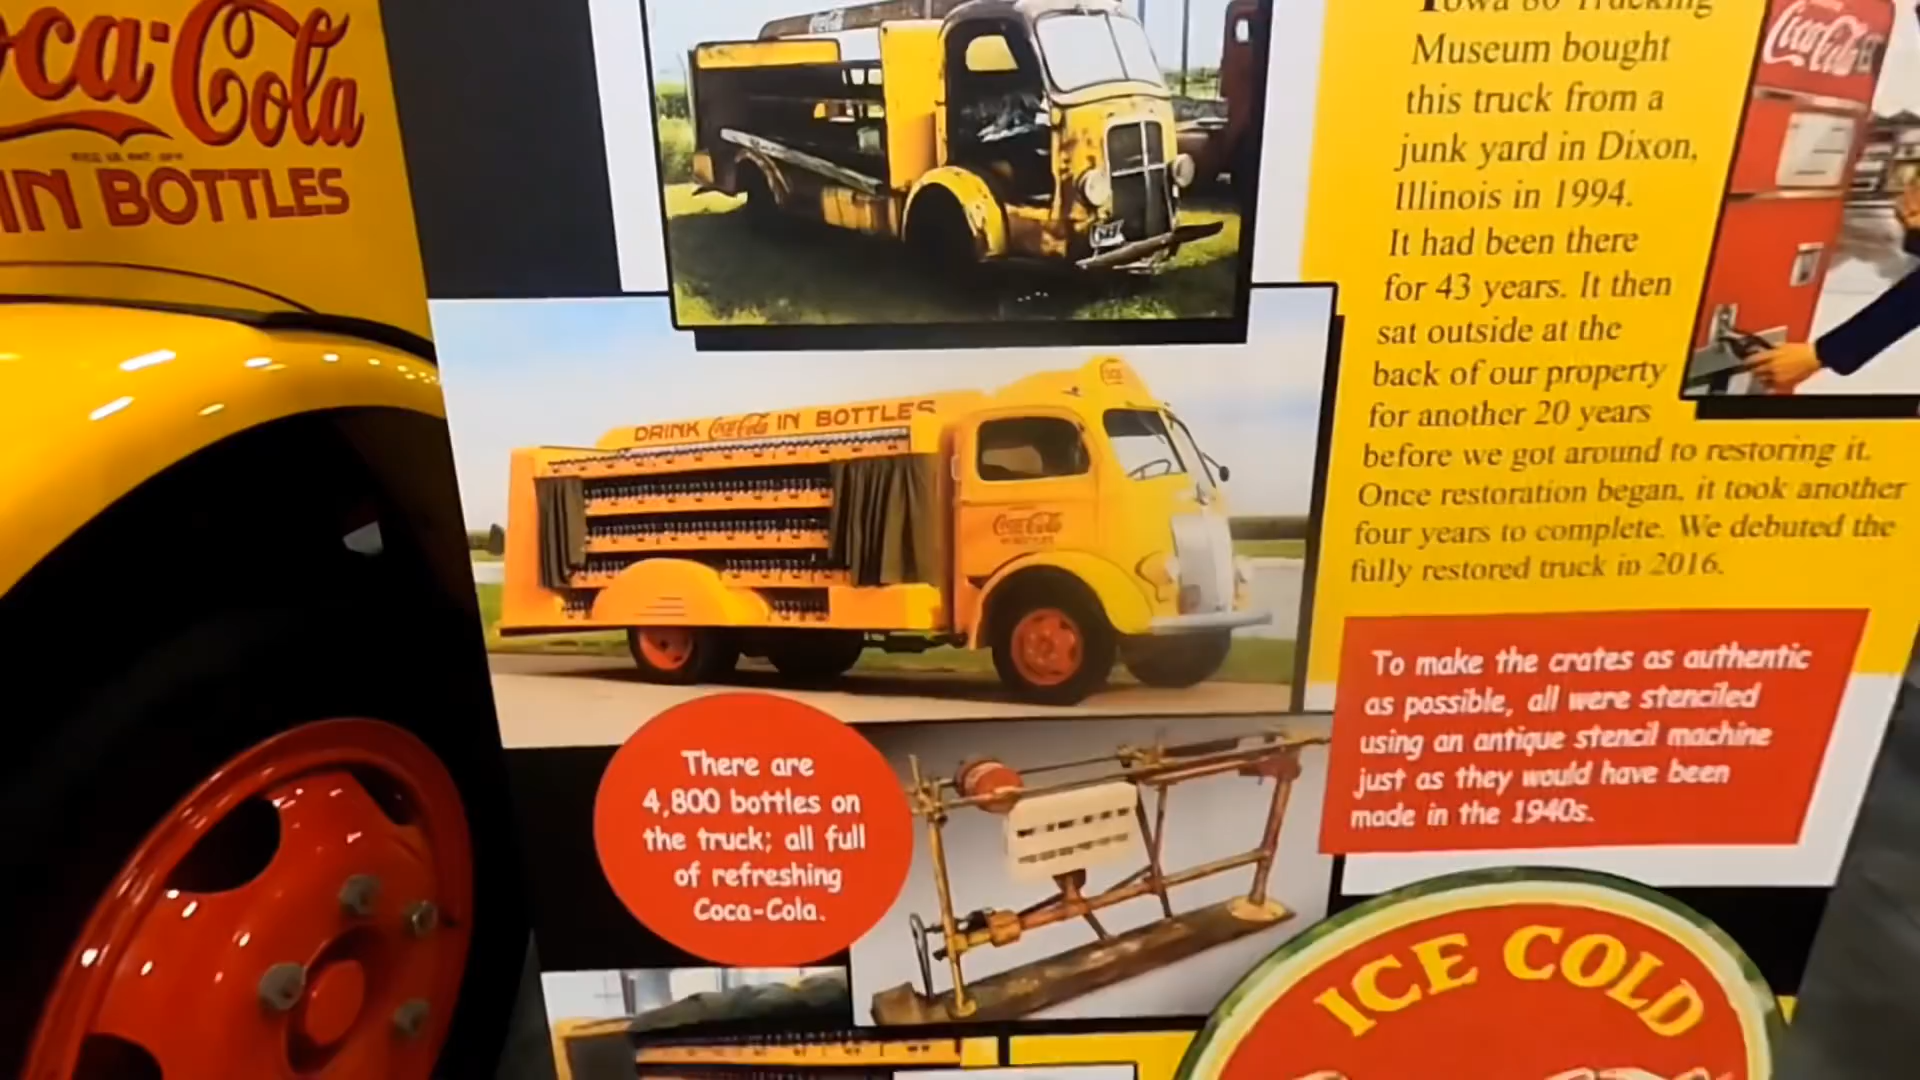 Coca-Cola
IN BOTTLES
Iowa 80 Trucking
Museum bought
this truck from a
junk yard in Dixon,
Illinois in 1994.
It had been there
for 43 years. It then
sat outside at the
back of our property
for another 20 years
before we got around to restoring it.
Once restoration began, it took another
four years to complete. We debuted the
fully restored truck in 2016.
Coca-Cola
DRINK Coca-Cola IN BOTTLES
Coca-Cola
To make the crates as authentic
as possible, all were stenciled
using an antique stencil machine
just as they would have been
made in the 1940s.
There are
4,800 bottles on
the truck; all full
of refreshing
Coca-Cola.
ICE COLD